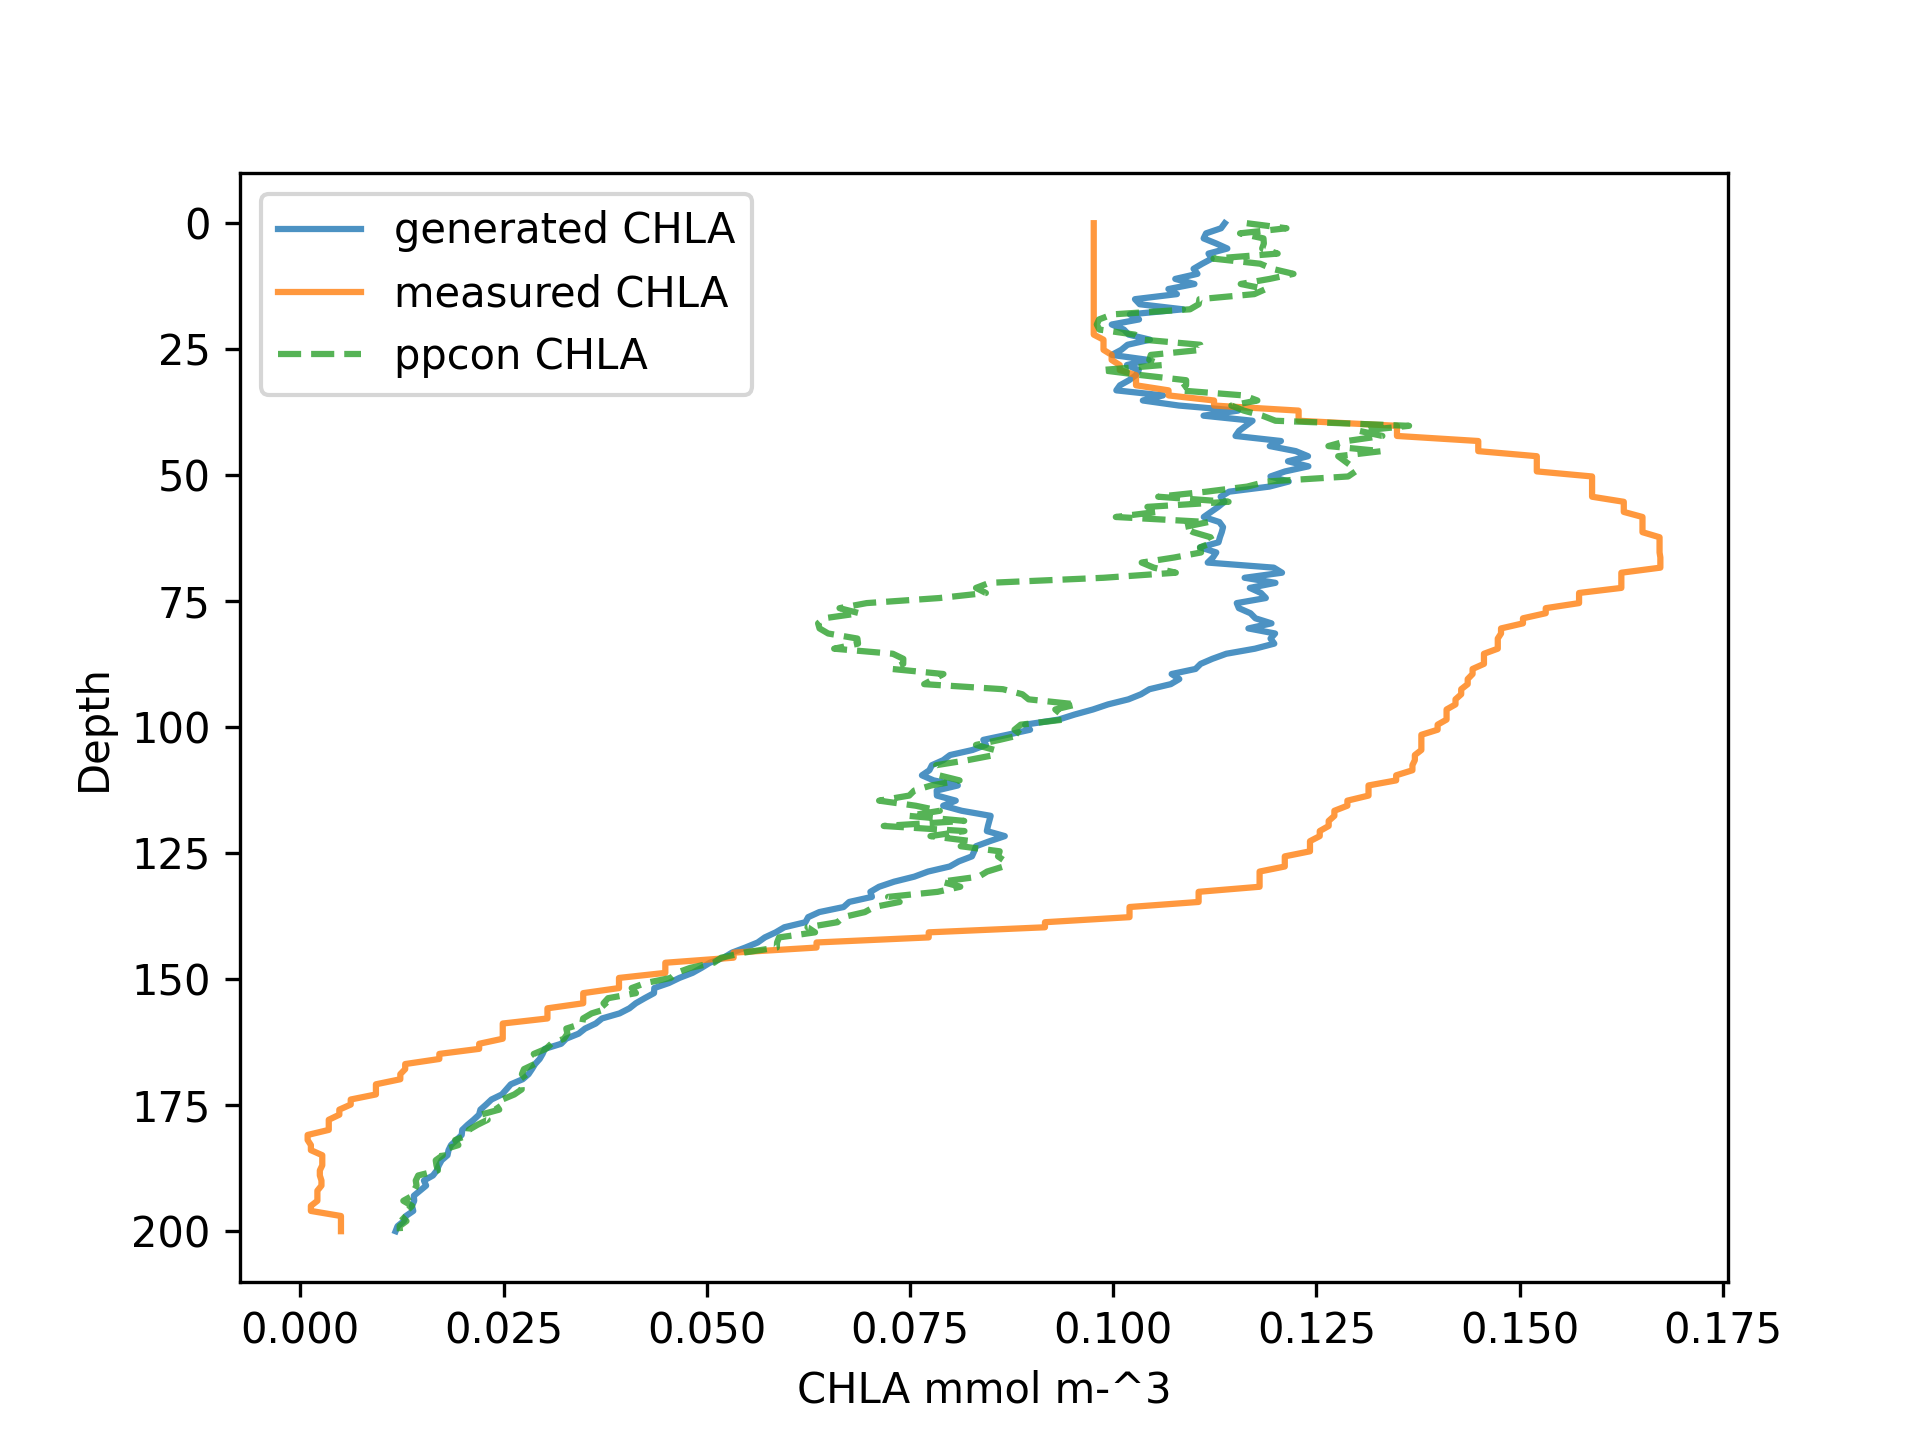 generated CHLA
measured CHLA
ppcon CHLA
0
25
50
75
100
125
150
175
200
Depth
0.000 0.025 0.050 0.075 0.100 0.125 0.150 0.175
CHLA mmol m-^3